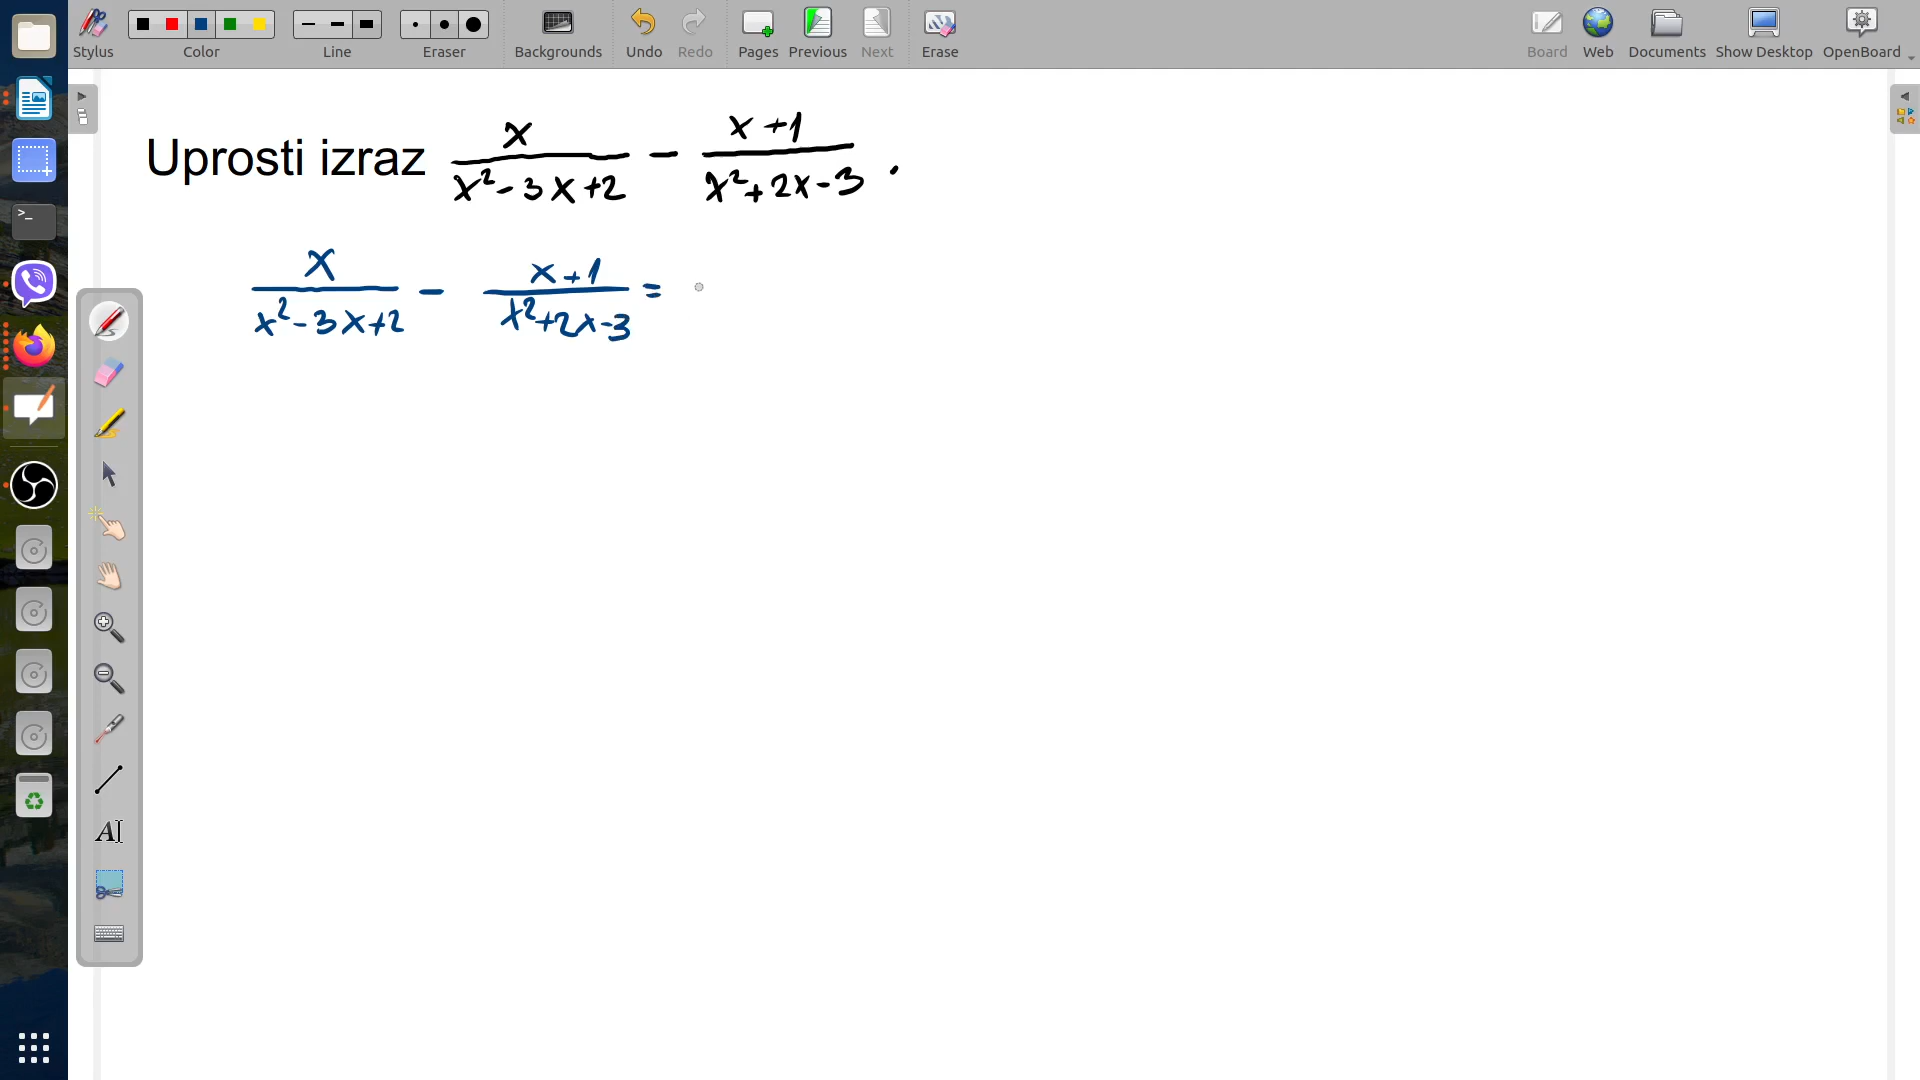 Stylus Color Line Eraser Backgrounds Undo Redo Pages Previous Next Erase Board Web Documents Show Desktop OpenBoard
Uprosti izraz x/(x²-3x+2) - (x+1)/(x²+2x-3) .
x/(x²-3x+2) - (x+1)/(x²+2x-3) =
>_
AI